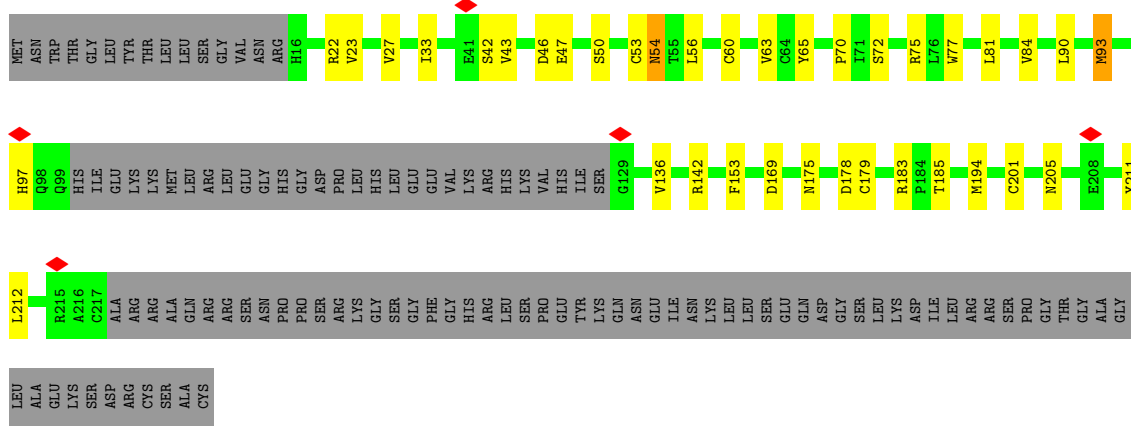 MET ASN TRP THR GLY LEU TYR THR LEU LEU SER GLY VAL ASN ARG H16 R22 V23 V27 I33 E41 S42 V43 D46 E47 S50 C53 N54 T55 L56 C60 V63 C64 Y65 P70 I71 S72 R75 L76 W77 L81 V84 L90 M93
H97 Q98 Q99 HIS ILE GLU LYS LYS MET LEU ARG LEU GLU GLY HIS GLY ASP PRO LEU HIS LEU GLU GLU VAL LYS ARG HIS LYS VAL HIS ILE SER G129 V136 R142 F153 D169 N175 D178 C179 R183 P184 T185 M194 C201 N205 E208 Y211
L212 R215 A216 C217 ALA ARG ARG ALA GLN ARG ARG SER ASN PRO PRO SER ARG LYS GLY SER GLY PHE GLY HIS ARG LEU SER PRO GLU TYR LYS GLN ASN GLU ILE ASN LYS LEU LEU SER GLU GLN ASP GLY SER LEU LYS ASP ILE LEU ARG ARG SER PRO GLY THR GLY ALA GLY
LEU ALA GLU LYS SER ASP ARG CYS SER ALA CYS